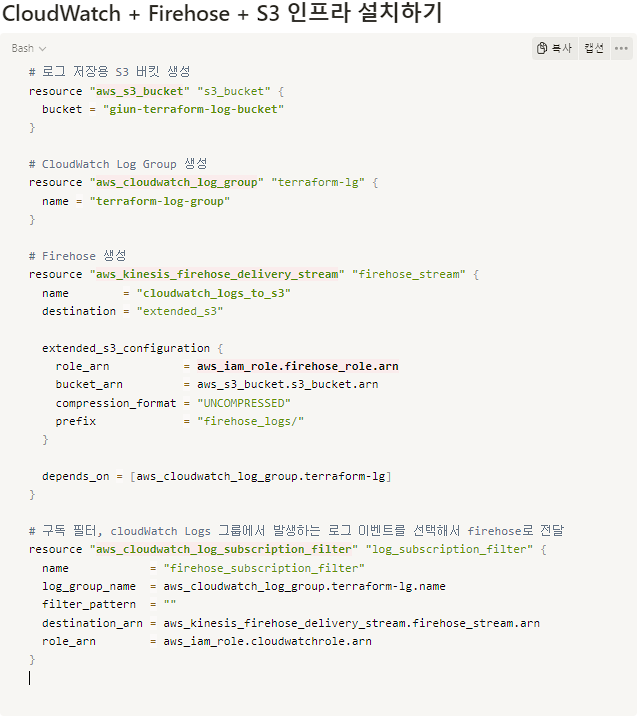 CloudWatch + Firehose + S3 인프라 설치하기
Bash 복사 캡션
# 로그 저장용 S3 버킷 생성
resource "aws_s3_bucket" "s3_bucket" {
  bucket = "giun-terraform-log-bucket"
}
# CloudWatch Log Group 생성
resource "aws_cloudwatch_log_group" "terraform-lg" {
  name = "terraform-log-group"
}
# Firehose 생성
resource "aws_kinesis_firehose_delivery_stream" "firehose_stream" {
  name        = "cloudwatch_logs_to_s3"
  destination = "extended_s3"
  extended_s3_configuration {
    role_arn           = aws_iam_role.firehose_role.arn
    bucket_arn         = aws_s3_bucket.s3_bucket.arn
    compression_format = "UNCOMPRESSED"
    prefix             = "firehose_logs/"
  }
  depends_on = [aws_cloudwatch_log_group.terraform-lg]
}
# 구독 필터, cloudWatch Logs 그룹에서 발생하는 로그 이벤트를 선택해서 firehose로 전달
resource "aws_cloudwatch_log_subscription_filter" "log_subscription_filter" {
  name            = "firehose_subscription_filter"
  log_group_name  = aws_cloudwatch_log_group.terraform-lg.name
  filter_pattern  = ""
  destination_arn = aws_kinesis_firehose_delivery_stream.firehose_stream.arn
  role_arn        = aws_iam_role.cloudwatchrole.arn
}